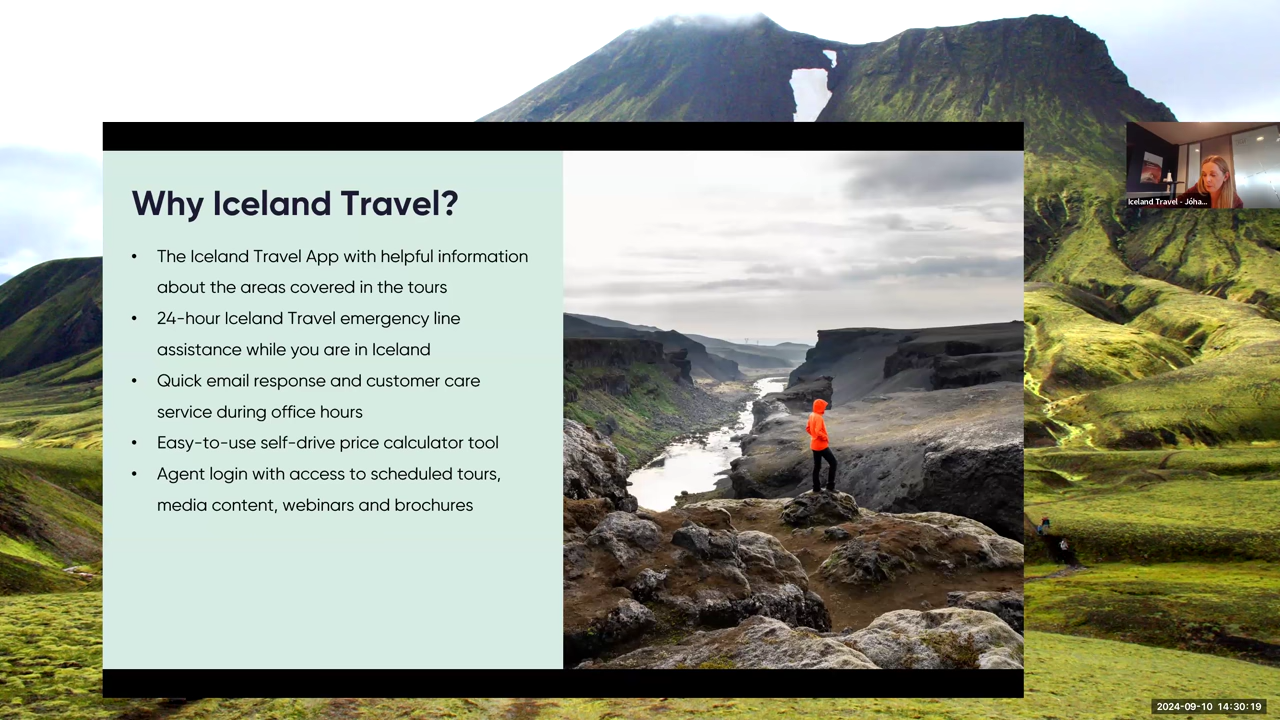 Why Iceland Travel?
• The Iceland Travel App with helpful information
about the areas covered in the tours
• 24-hour Iceland Travel emergency line
assistance while you are in Iceland
• Quick email response and customer care
service during office hours
• Easy-to-use self-drive price calculator tool
• Agent login with access to scheduled tours,
media content, webinars and brochures
Iceland Travel - Jóha...
2024-09-10 14:30:19